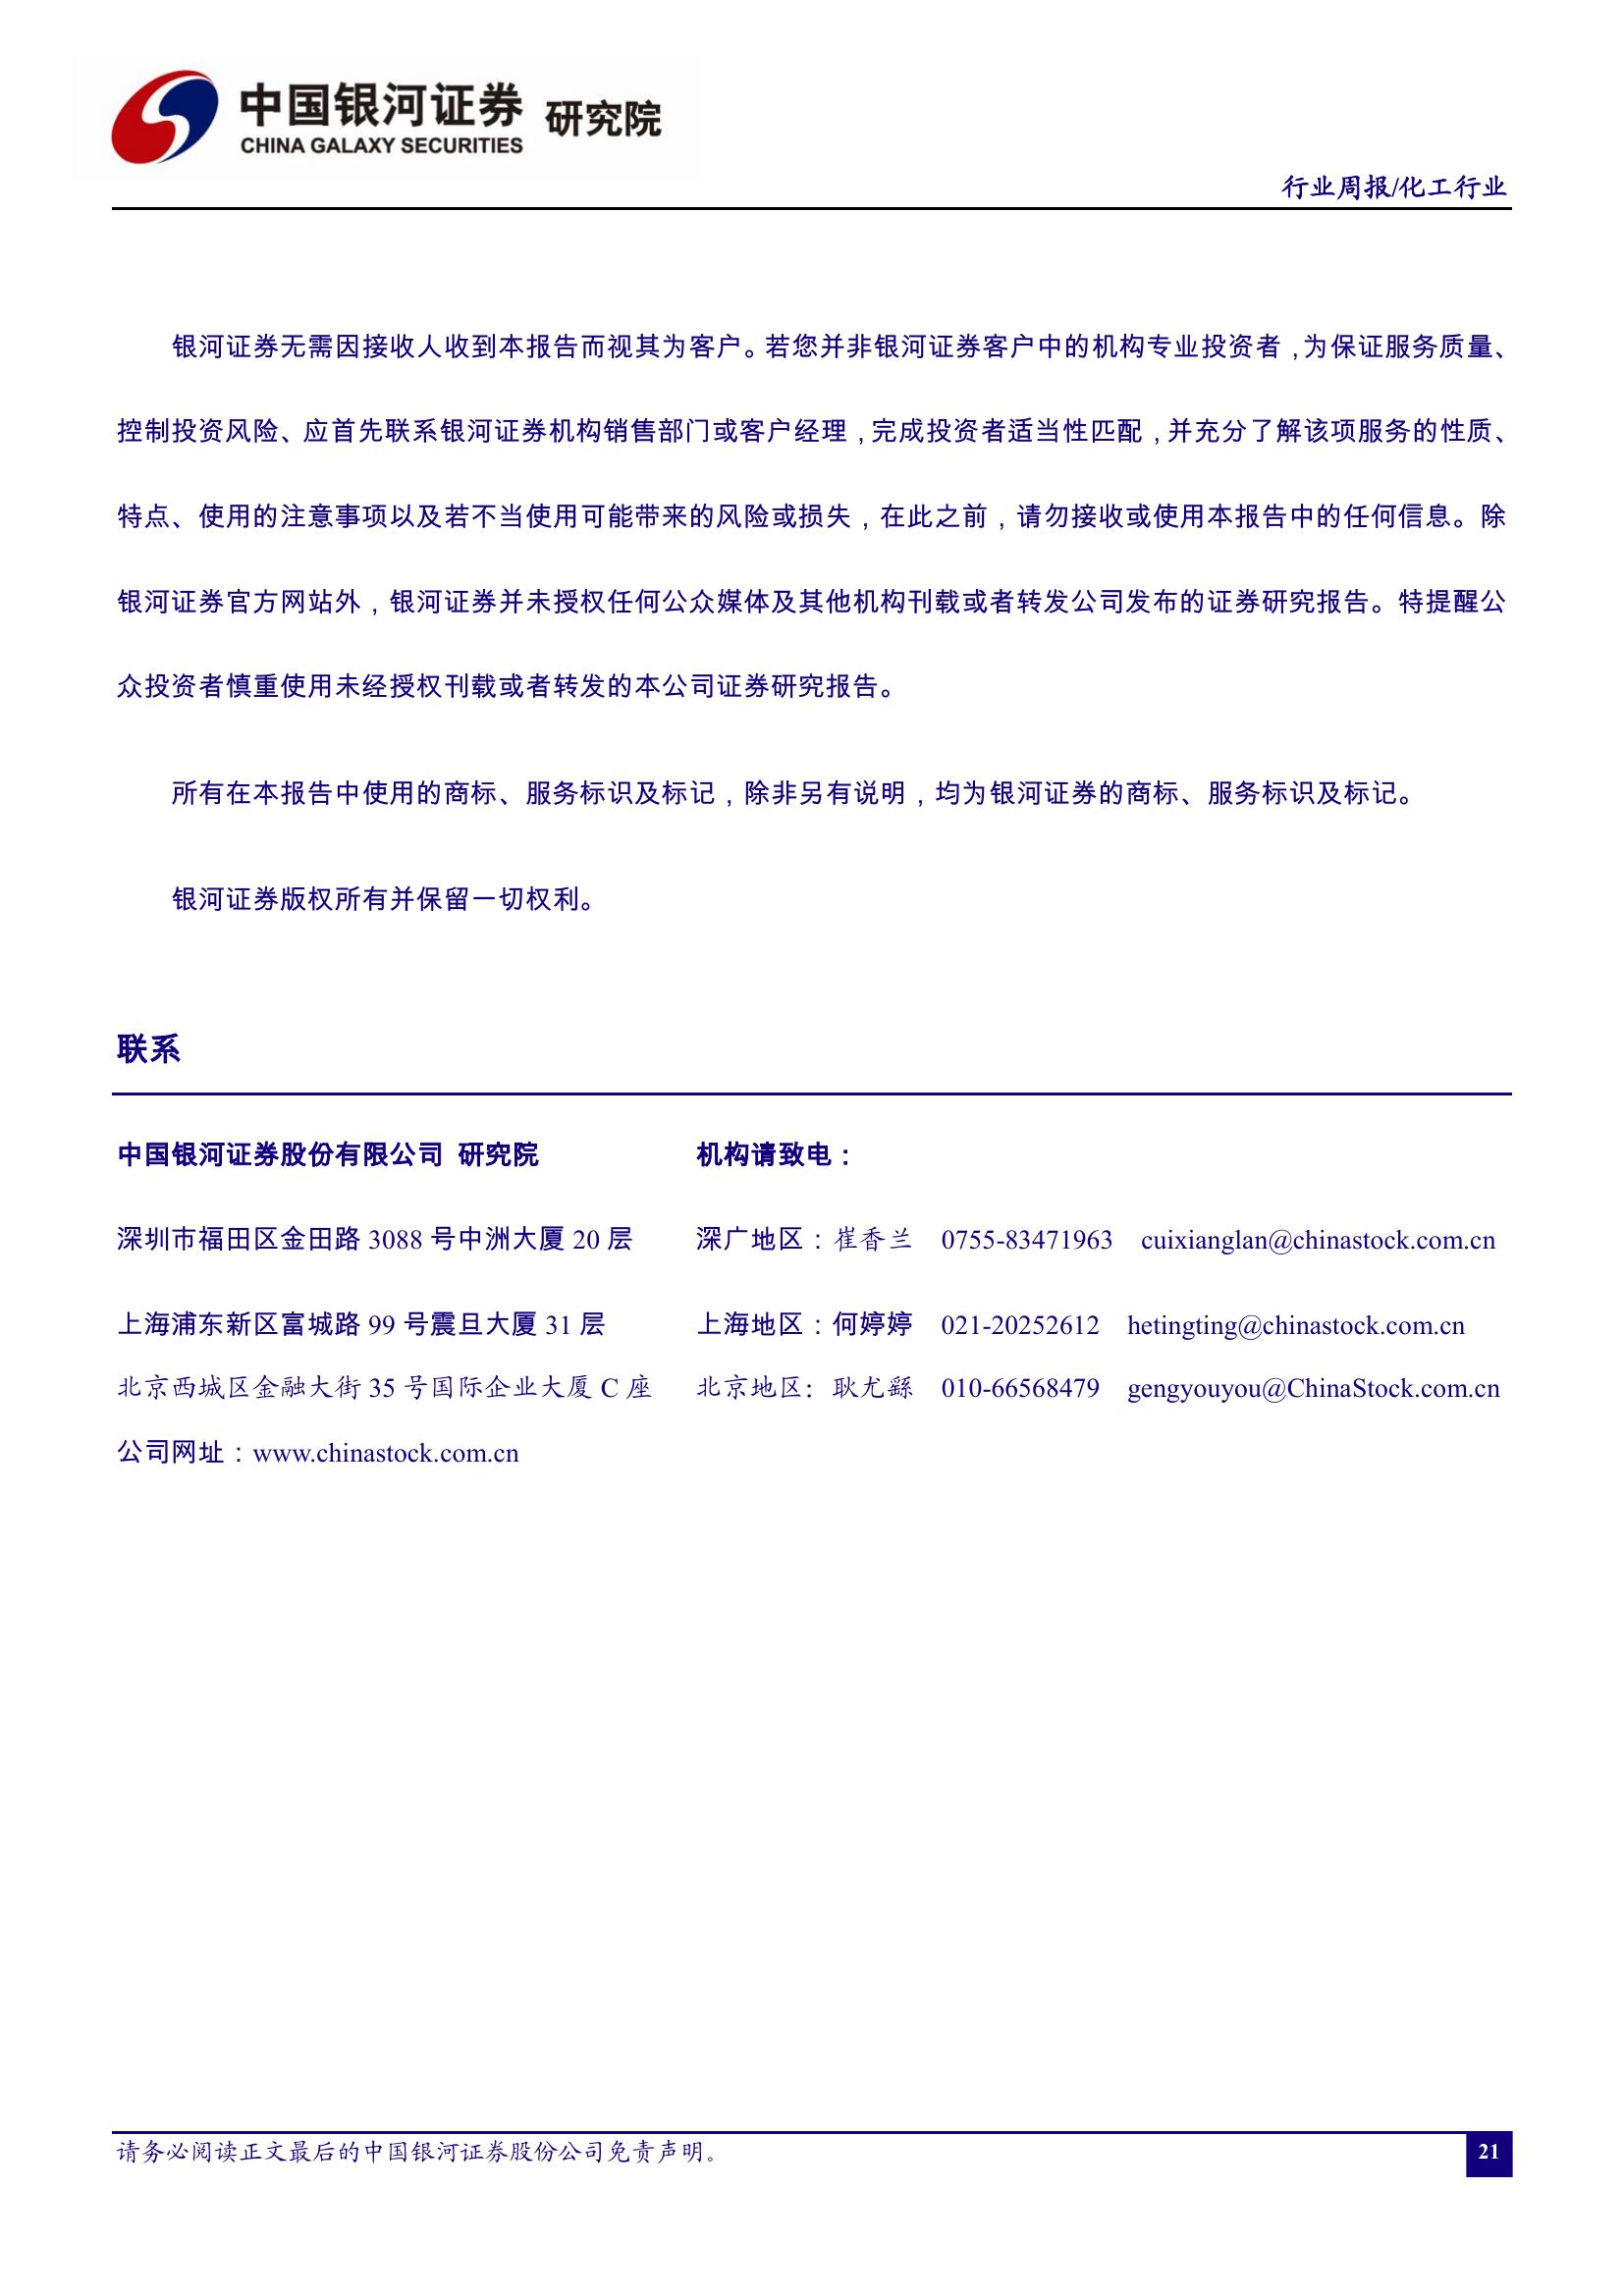 中国银河证券 研究院
CHINA GALAXY SECURITIES
行业周报/化工行业
银河证券无需因接收人收到本报告而视其为客户。若您并非银河证券客户中的机构专业投资者，为保证服务质量、
控制投资风险、应首先联系银河证券机构销售部门或客户经理，完成投资者适当性匹配，并充分了解该项服务的性质、
特点、使用的注意事项以及若不当使用可能带来的风险或损失，在此之前，请勿接收或使用本报告中的任何信息。除
银河证券官方网站外，银河证券并未授权任何公众媒体及其他机构刊载或者转发公司发布的证券研究报告。特提醒公
众投资者慎重使用未经授权刊载或者转发的本公司证券研究报告。
所有在本报告中使用的商标、服务标识及标记，除非另有说明，均为银河证券的商标、服务标识及标记。
银河证券版权所有并保留一切权利。
联系
中国银河证券股份有限公司 研究院 机构请致电：
深圳市福田区金田路 3088 号中洲大厦 20 层 深广地区：崔香兰 0755-83471963 cuixianglan@chinastock.com.cn
上海浦东新区富城路 99 号震旦大厦 31 层 上海地区：何婷婷 021-20252612 hetingting@chinastock.com.cn
北京西城区金融大街 35 号国际企业大厦 C 座 北京地区：耿尤繇 010-66568479 gengyouyou@ChinaStock.com.cn
公司网址：www.chinastock.com.cn
请务必阅读正文最后的中国银河证券股份公司免责声明。 21